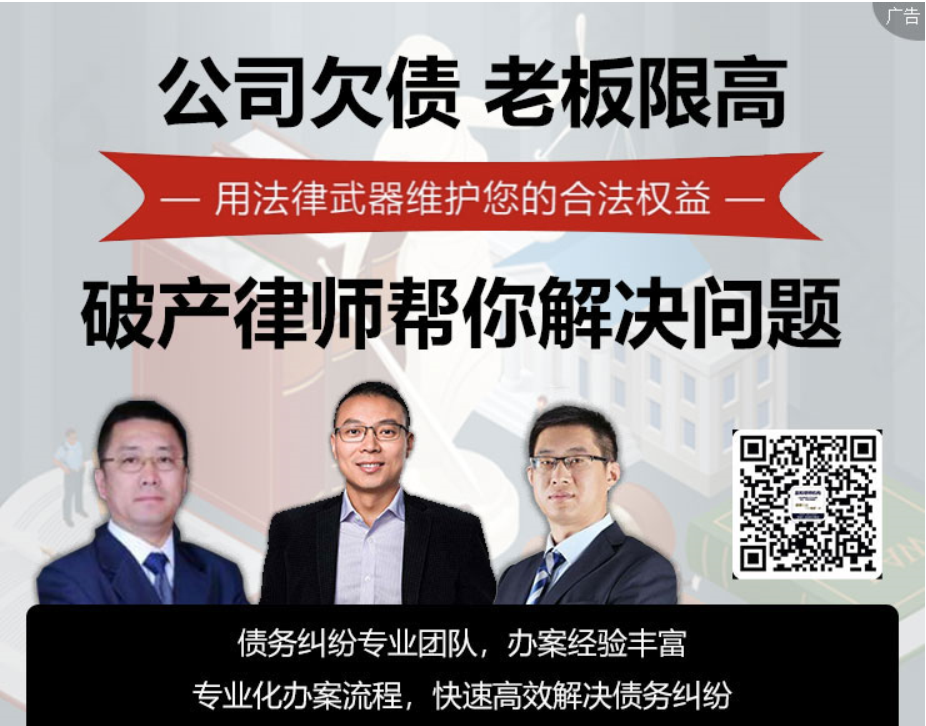 广告
公司欠债 老板限高
— 用法律武器维护您的合法权益 —
破产律师帮你解决问题
债务纠纷专业团队，办案经验丰富
专业化办案流程，快速高效解决债务纠纷